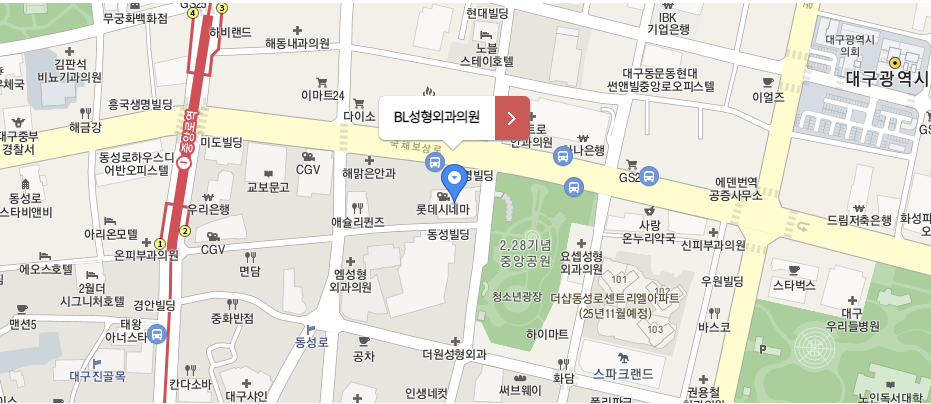 GS25
4
3
무궁화백화점
하비랜드
해동내과의원
현대빌딩
노블
스테이호텔
IBK
기업은행
대구광역시
의회
대구광역시
김판석
비뇨기과의원
이마트24
다이소
대구동문동현대
썬앤빌중앙로오피스텔
이얼즈
흥국생명빌딩
해금강
대구중부
경찰서
중앙로역
미도빌딩
BL성형외과의원
국채보상로
안과의원
하나은행
동성로하우스디
어반오피스텔
교보문고
CGV
해맑은안과
명빌딩
GS2
에덴번역
공증사무소
동성로
스타비앤비
우리은행
애슐리퀸즈
롯데시네마
동성빌딩
드림저축은행
화성파
아리온모텔
2
1
온피부과의원
CGV
2.28기념
중앙공원
사랑
온누리약국
신피부과의원
에오스호텔
면담
엠성형
외과의원
요셉성형
외과의원
우원빌딩
스타벅스
2월더
시그니처호텔
경안빌딩
청소년광장
더샵동성로센트리엘아파트
(25년11월예정)
101
102
103
맨션5
태왕
아너스타
중화반점
동성로
하이마트
바스코
대구
우리들병원
공차
더원성형외과
P
대구진골목
칸다소바
대구샤인
인생네컷
써브웨이
화담
스파크랜드
폴리파크
권용철
노인독서대학